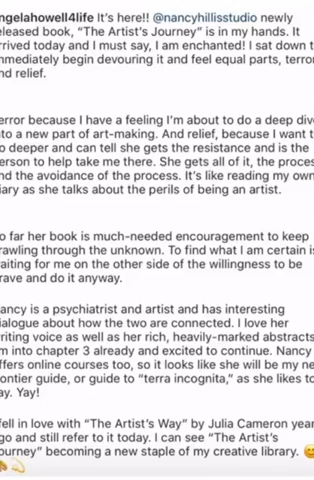 ngelahowell4life It's here!! @nancyhillisstudio newly
eleased book, “The Artist's Journey” is in my hands. It
rrived today and I must say, I am enchanted! I sat down t
mmediately begin devouring it and feel equal parts, terro
nd relief.
error because I have a feeling I'm about to do a deep div
nto a new part of art-making. And relief, because I want t
o deeper and can tell she gets the resistance and is the
erson to help take me there. She gets all of it, the proces
nd the avoidance of the process. It's like reading my own
iary as she talks about the perils of being an artist.
o far her book is much-needed encouragement to keep
rawling through the unknown. To find what I am certain is
aiting for me on the other side of the willingness to be
rave and do it anyway.
ancy is a psychiatrist and artist and has interesting
ialogue about how the two are connected. I love her
riting voice as well as her rich, heavily-marked abstracts
m into chapter 3 already and excited to continue. Nancy
ffers online courses too, so it looks like she will be my ne
rontier guide, or guide to “terra incognita,” as she likes to
ay. Yay!
fell in love with “The Artist's Way” by Julia Cameron year
go and still refer to it today. I can see “The Artist's
ourney” becoming a new staple of my creative library. 😊